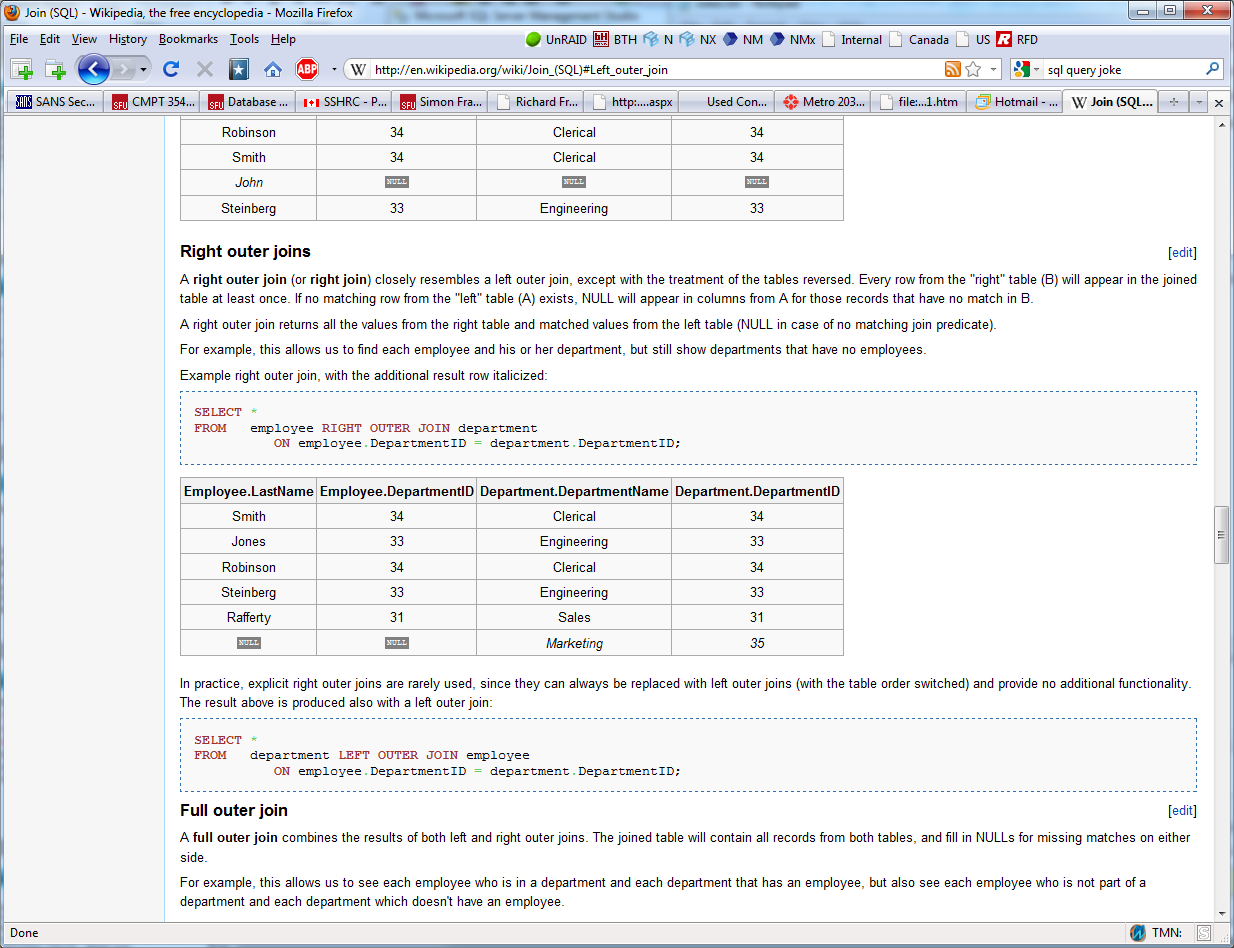 Join (SQL) - Wikipedia, the free encyclopedia - Mozilla Firefox
File Edit View History Bookmarks Tools Help
UnRAID BTH N NX NM NMx Internal Canada US RFD
ABP W http://en.wikipedia.org/wiki/Join_(SQL)#Left_outer_join sql query joke
SANS SANS Sec... SFU CMPT 354... SFU Database ... SSHRC - P... SFU Simon Fra... Richard Fr... http:....aspx Used Con... Metro 203... file:...1.htm Hotmail - ... W Join (SQL...
Robinson 34 Clerical 34
Smith 34 Clerical 34
John NULL NULL NULL
Steinberg 33 Engineering 33
Right outer joins [edit]
A right outer join (or right join) closely resembles a left outer join, except with the treatment of the tables reversed. Every row from the "right" table (B) will appear in the joined
table at least once. If no matching row from the "left" table (A) exists, NULL will appear in columns from A for those records that have no match in B.
A right outer join returns all the values from the right table and matched values from the left table (NULL in case of no matching join predicate).
For example, this allows us to find each employee and his or her department, but still show departments that have no employees.
Example right outer join, with the additional result row italicized:
SELECT *
FROM employee RIGHT OUTER JOIN department
ON employee.DepartmentID = department.DepartmentID;
Employee.LastName Employee.DepartmentID Department.DepartmentName Department.DepartmentID
Smith 34 Clerical 34
Jones 33 Engineering 33
Robinson 34 Clerical 34
Steinberg 33 Engineering 33
Rafferty 31 Sales 31
NULL NULL Marketing 35
In practice, explicit right outer joins are rarely used, since they can always be replaced with left outer joins (with the table order switched) and provide no additional functionality.
The result above is produced also with a left outer join:
SELECT *
FROM department LEFT OUTER JOIN employee
ON employee.DepartmentID = department.DepartmentID;
Full outer join [edit]
A full outer join combines the results of both left and right outer joins. The joined table will contain all records from both tables, and fill in NULLs for missing matches on either
side.
For example, this allows us to see each employee who is in a department and each department that has an employee, but also see each employee who is not part of a
department and each department which doesn't have an employee.
Done TMN: